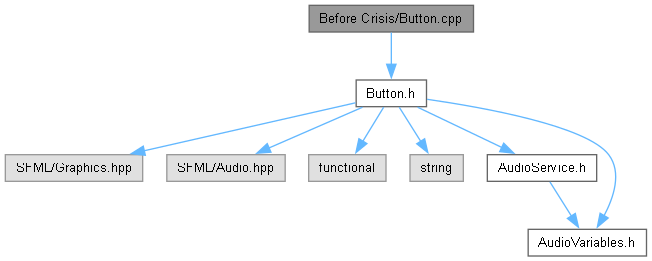 Before Crisis/Button.cpp
Button.h
SFML/Graphics.hpp
SFML/Audio.hpp
functional
string
AudioService.h
AudioVariables.h